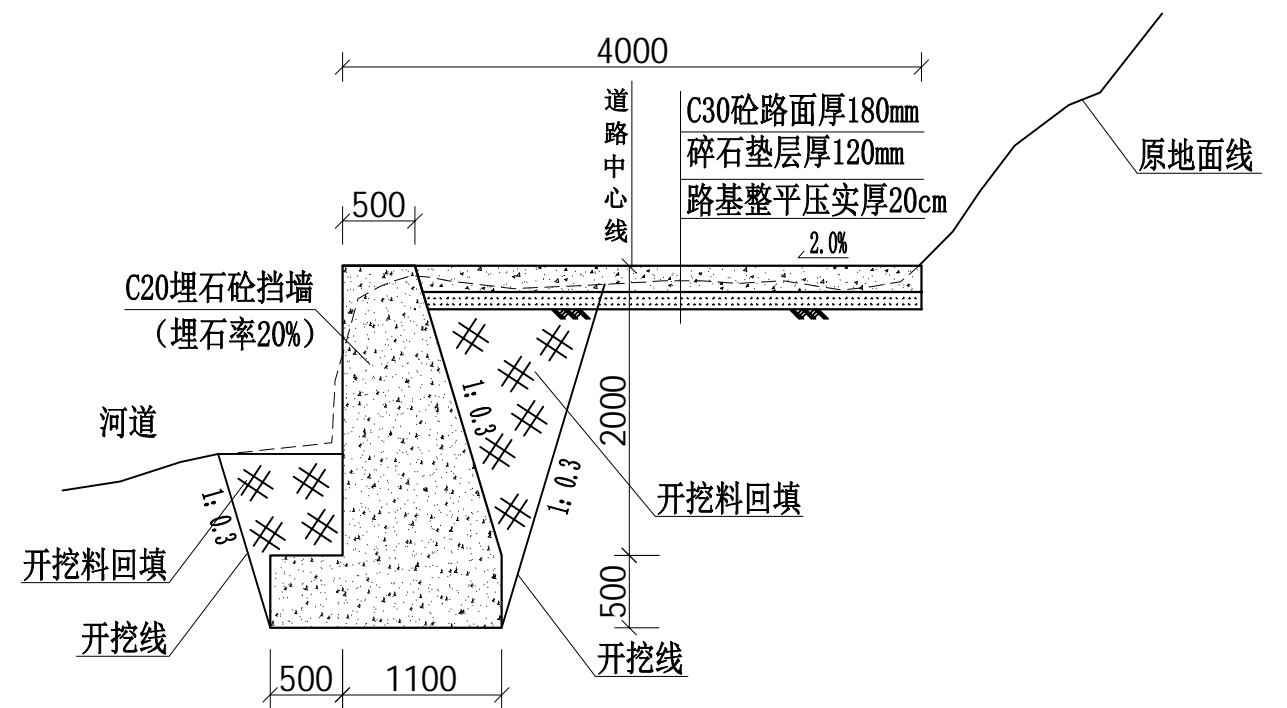 4000
道路中心线
C30砼路面厚180mm
碎石垫层厚120mm
路基整平压实厚20cm
原地面线
500
2.0%
C20埋石砼挡墙
（埋石率20%）
河道
1:0.3
2000
1:0.3
1:0.3
开挖料回填
开挖料回填
500
开挖线
开挖线
500
1100